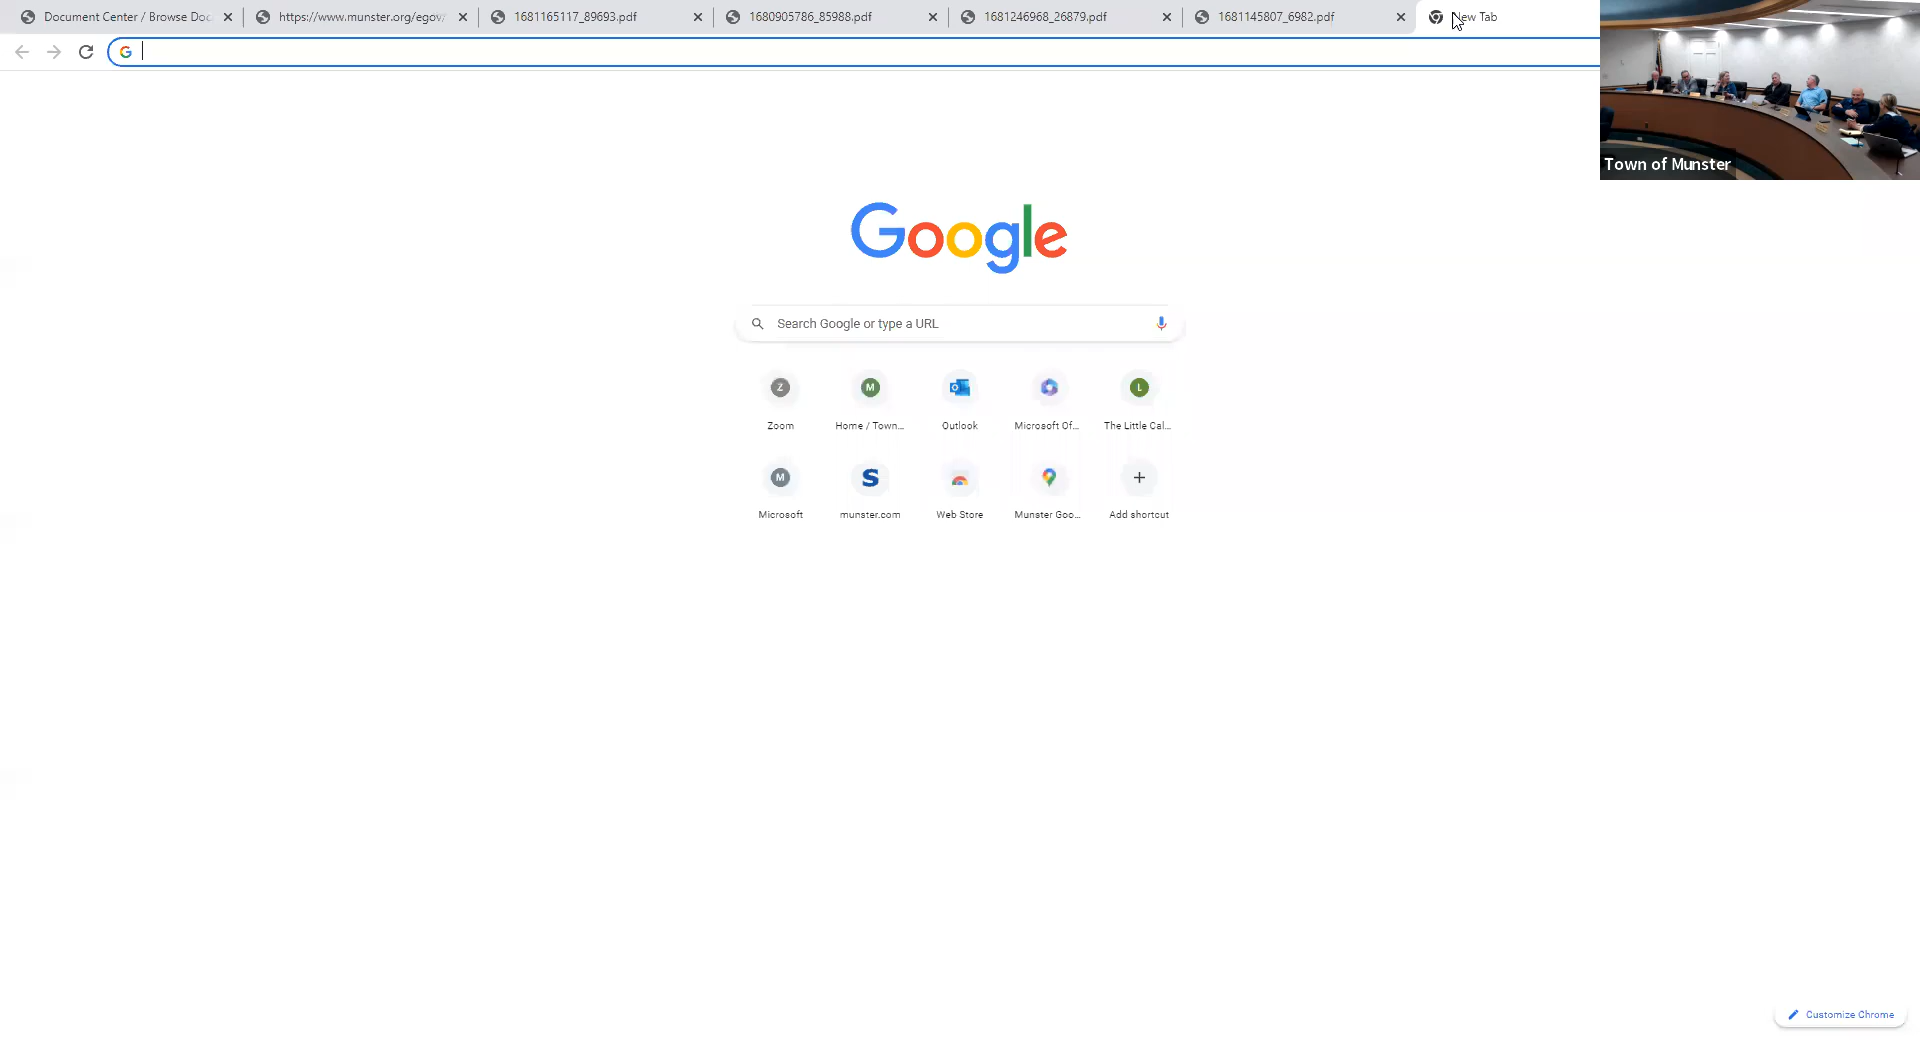 Document Center / Browse Doc
https://www.munster.org/egov/
1681165117_89693.pdf
1680905786_85988.pdf
1681246968_26879.pdf
1681145807_6982.pdf
New Tab
G
Town of Munster
Google
Search Google or type a URL
Z
M
L
Zoom
Home / Town...
Outlook
Microsoft Of...
The Little Cal...
M
S
Microsoft
munster.com
Web Store
Munster Goo...
Add shortcut
Customize Chrome